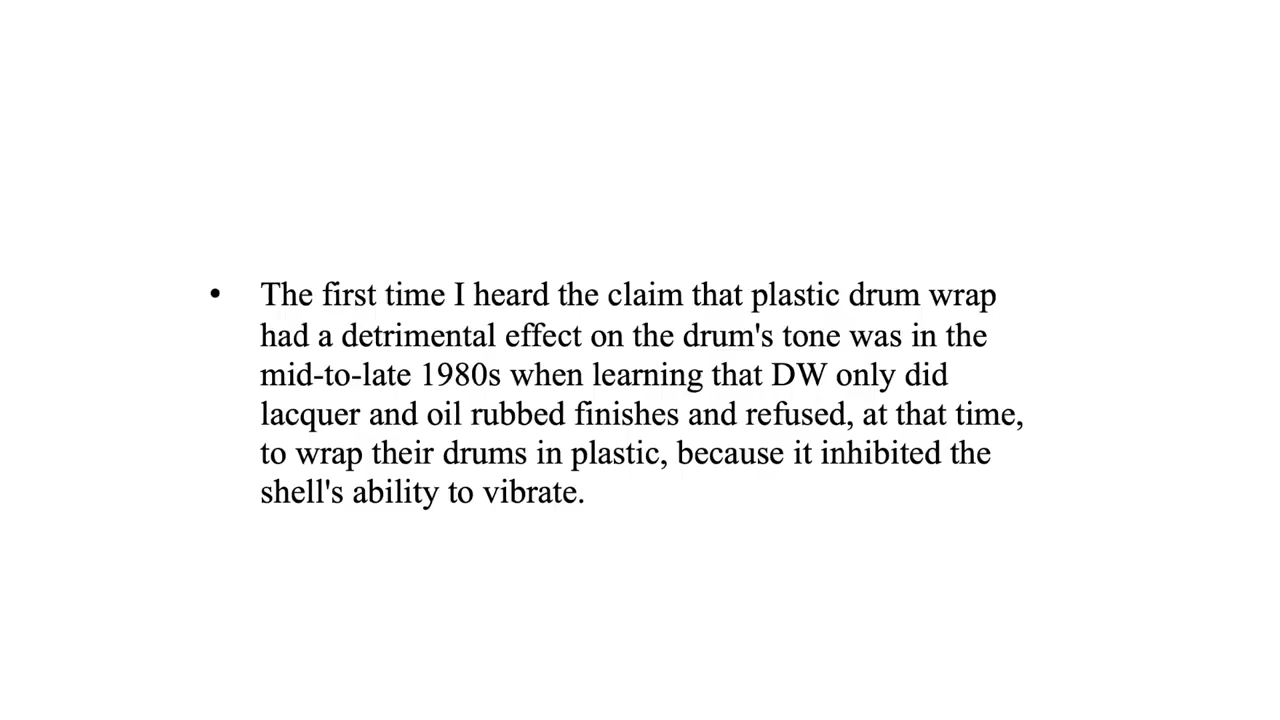 • The first time I heard the claim that plastic drum wrap
had a detrimental effect on the drum's tone was in the
mid-to-late 1980s when learning that DW only did
lacquer and oil rubbed finishes and refused, at that time,
to wrap their drums in plastic, because it inhibited the
shell's ability to vibrate.